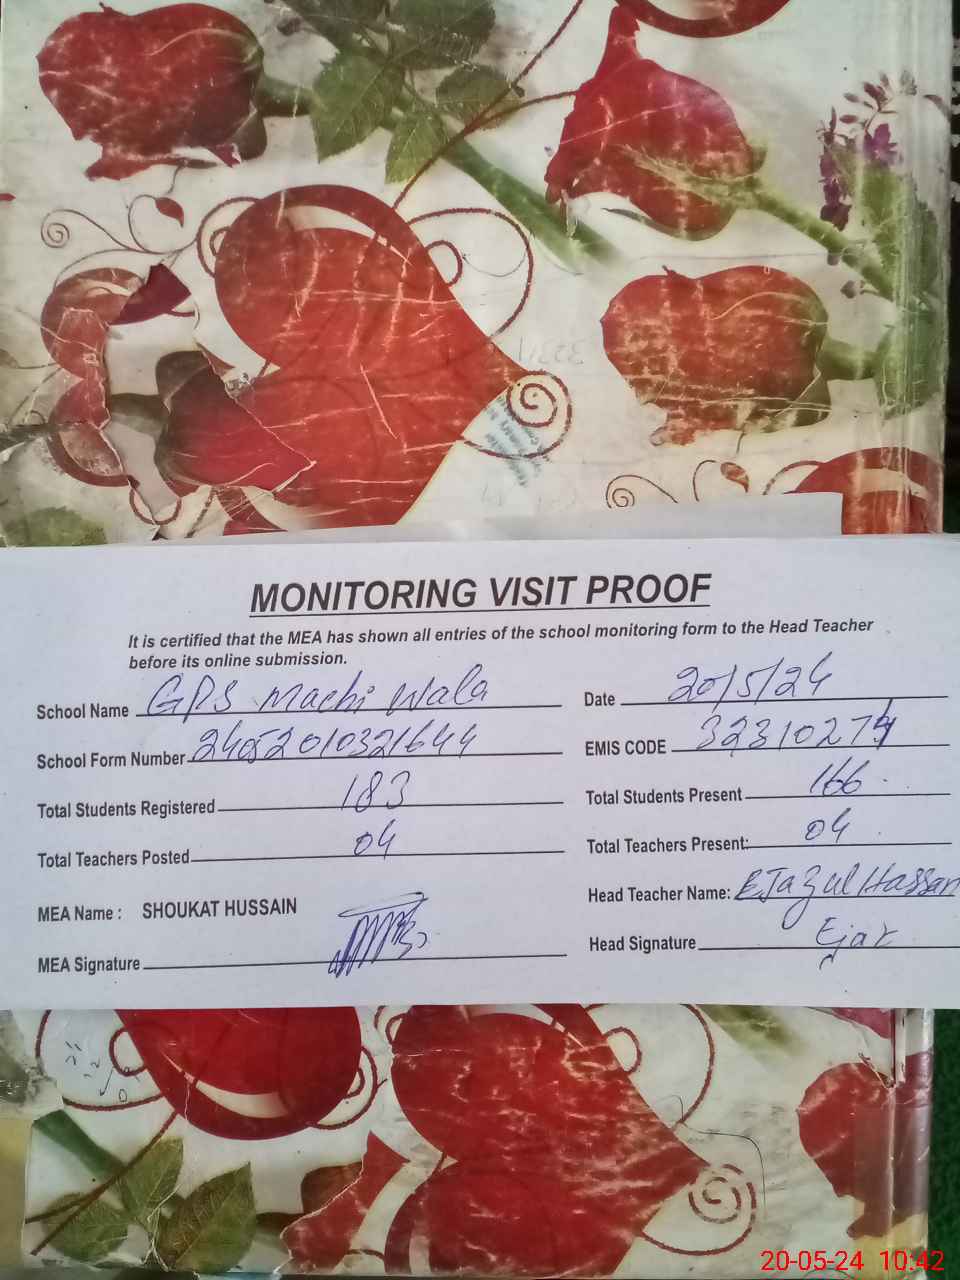 MONITORING VISIT PROOF
It is certified that the MEA has shown all entries of the school monitoring form to the Head Teacher
before its online submission.
School Name GPS Machi Wala
Date 20/5/24
School Form Number 24052010321644
EMIS CODE 32310274
Total Students Registered 183
Total Students Present 166
Total Teachers Posted 04
Total Teachers Present: 04
MEA Name : SHOUKAT HUSSAIN
Head Teacher Name: EJaz ul Hassan
MEA Signature
Head Signature Ejaz
20-05-24 10:42